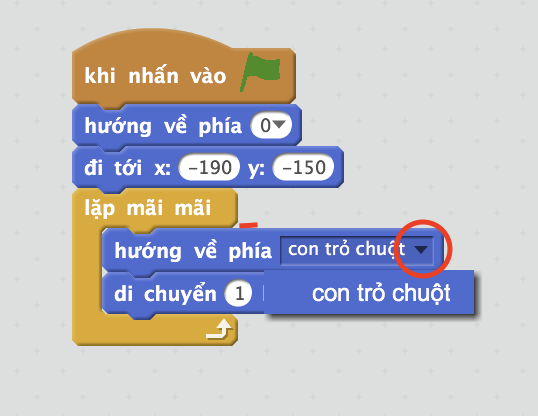 khi nhấn vào
hướng về phía 0
đi tới x: -190 y: -150
lặp mãi mãi
hướng về phía con trỏ chuột
di chuyển 1
con trỏ chuột